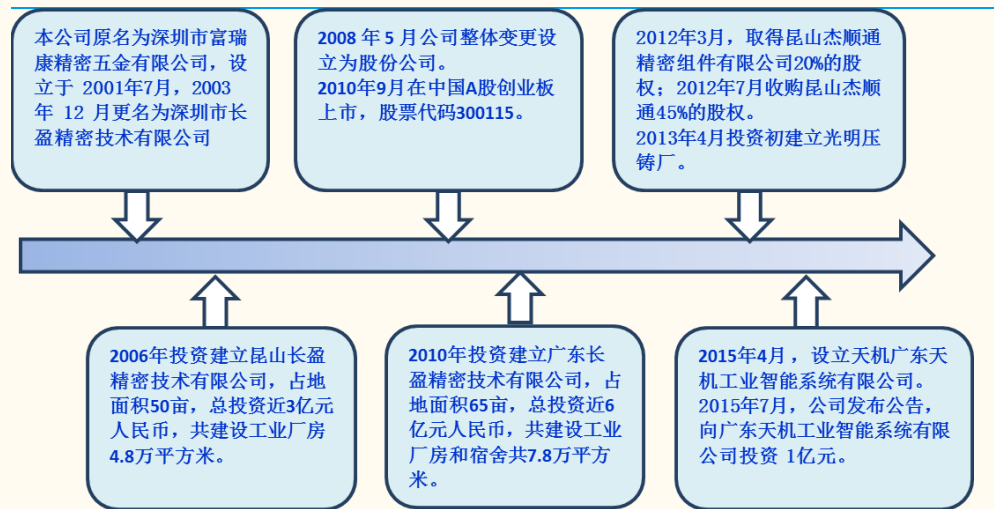 本公司原名为深圳市富瑞
康精密五金有限公司，设
立于 2001年7月，2003
年 12 月更名为深圳市长
盈精密技术有限公司
2008 年 5 月公司整体变更设
立为股份公司。
2010年9月在中国A股创业板
上市，股票代码300115。
2012年3月，取得昆山杰顺通
精密组件有限公司20%的股
权；2012年7月收购昆山杰顺
通45%的股权。
2013年4月投资初建立光明压
铸厂。
2006年投资建立昆山长盈
精密技术有限公司，占地
面积50亩，总投资近3亿元
人民币，共建设工业厂房
4.8万平方米。
2010年投资建立广东长
盈精密技术有限公司，占
地面积65亩，总投资近6
亿元人民币，共建设工业
厂房和宿舍共7.8万平方
米。
2015年4月，设立天机广东天
机工业智能系统有限公司。
2015年7月，公司发布公告，
向广东天机工业智能系统有限
公司投资 1亿元。